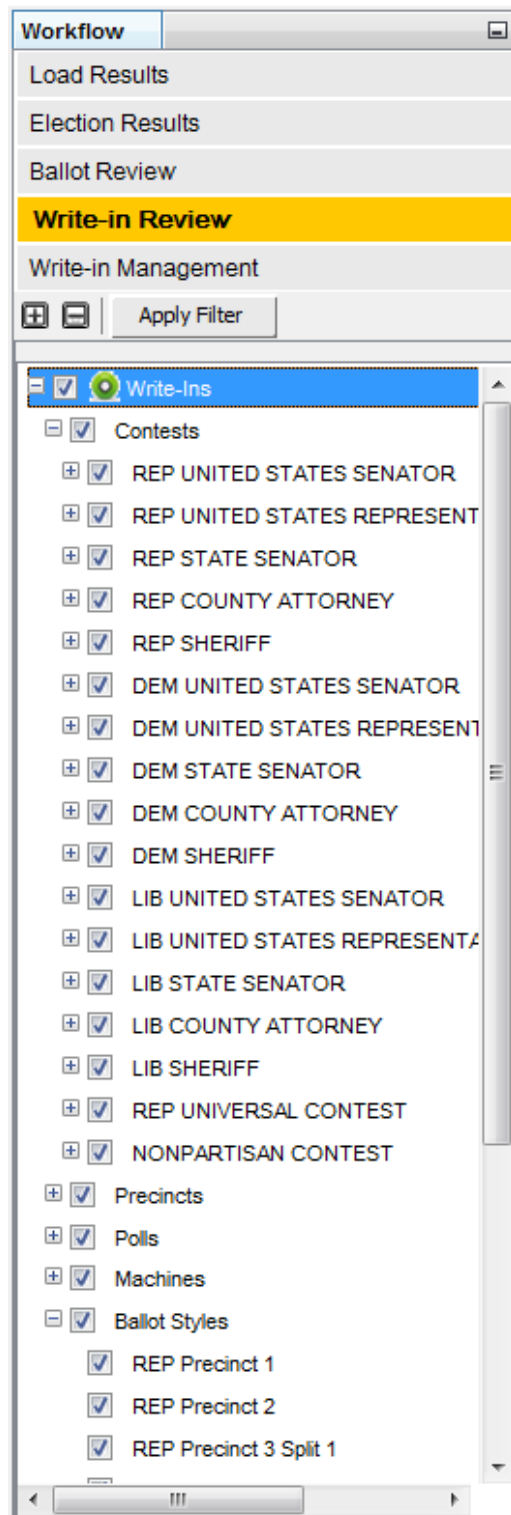 Workflow
Load Results
Election Results
Ballot Review
Write-in Review
Write-in Management
Apply Filter
Write-Ins
Contests
REP UNITED STATES SENATOR
REP UNITED STATES REPRESENT
REP STATE SENATOR
REP COUNTY ATTORNEY
REP SHERIFF
DEM UNITED STATES SENATOR
DEM UNITED STATES REPRESENT
DEM STATE SENATOR
DEM COUNTY ATTORNEY
DEM SHERIFF
LIB UNITED STATES SENATOR
LIB UNITED STATES REPRESENTA
LIB STATE SENATOR
LIB COUNTY ATTORNEY
LIB SHERIFF
REP UNIVERSAL CONTEST
NONPARTISAN CONTEST
Precincts
Polls
Machines
Ballot Styles
REP Precinct 1
REP Precinct 2
REP Precinct 3 Split 1